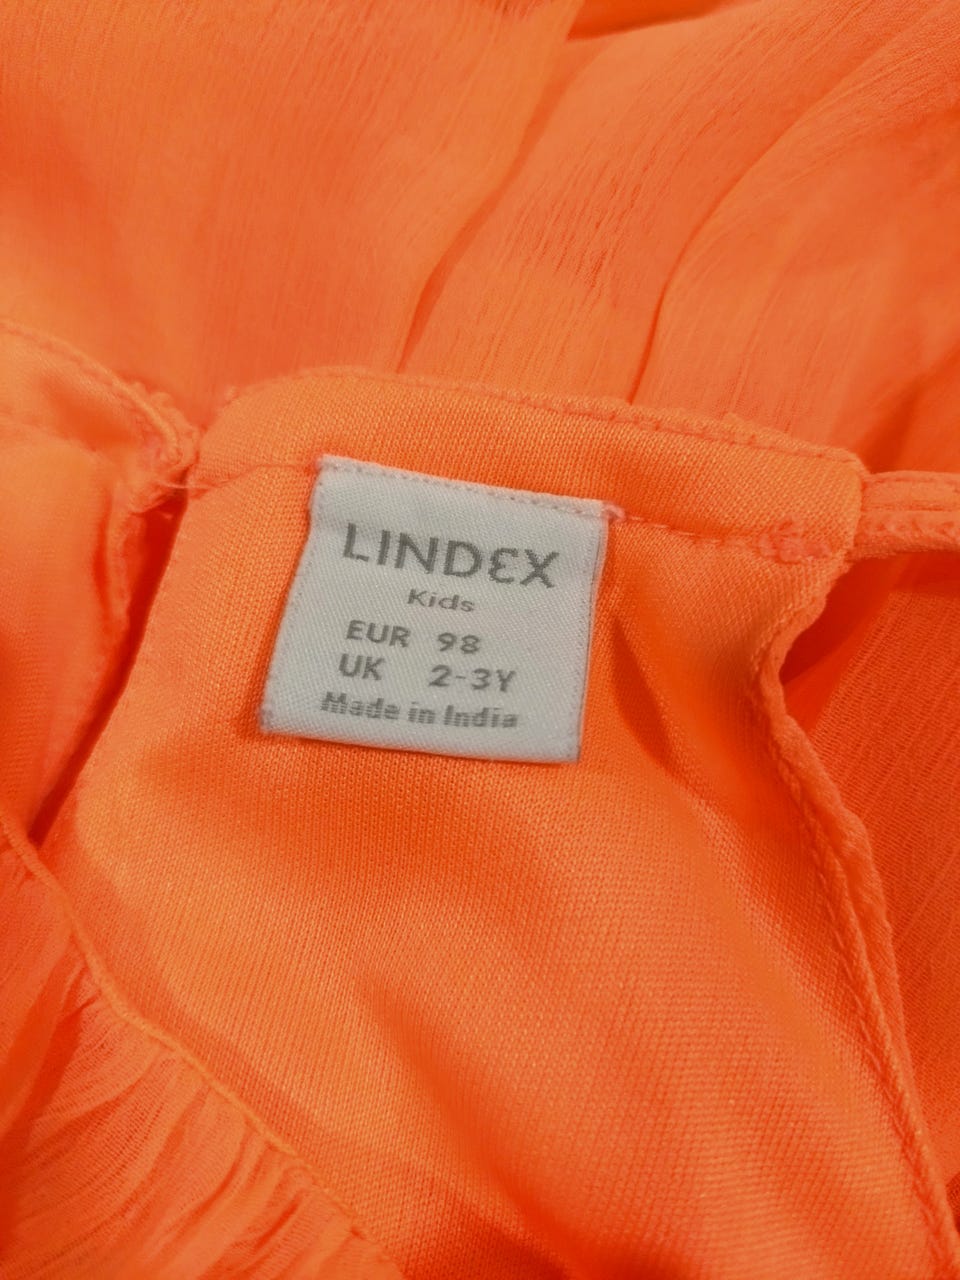 LINDEX
Kids
EUR 98
UK 2-3Y
Made in India